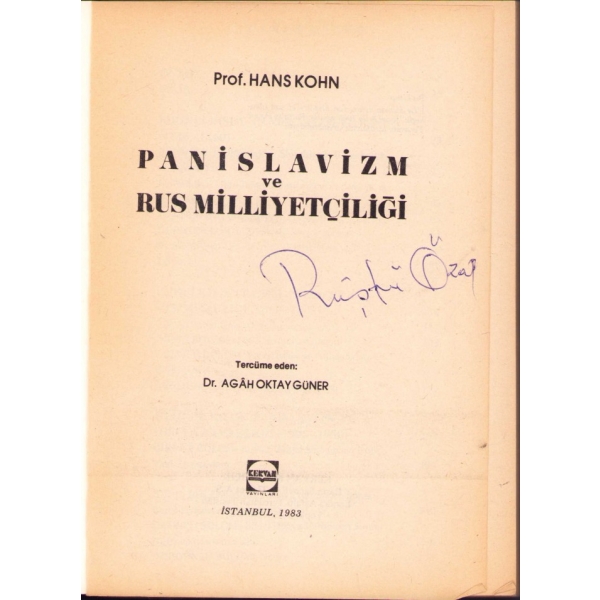 Prof. HANS KOHN
PANİSLAVİZM
ve
RUS MİLLİYETÇİLİĞİ
Rüştü Özal
Tercüme eden:
Dr. AGÂH OKTAY GÜNER
KERVAN
YAYINLARI
İSTANBUL, 1983